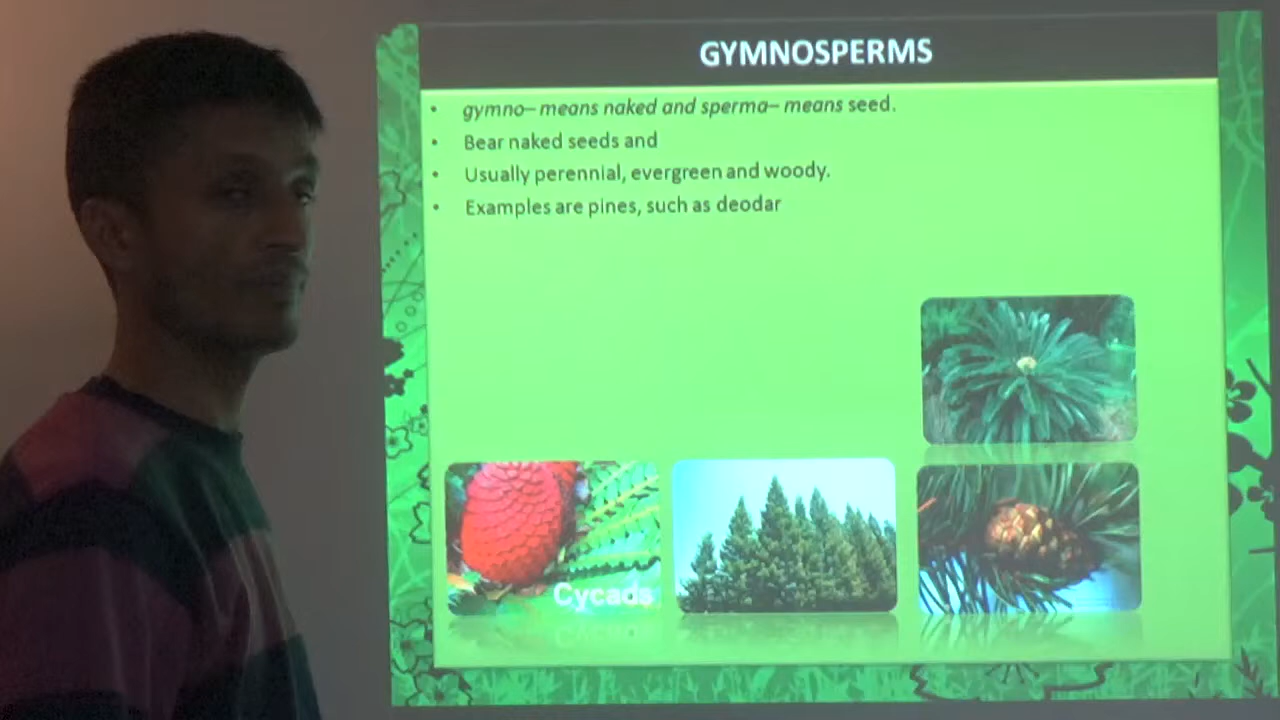 GYMNOSPERMS
• gymno– means naked and sperma– means seed.
• Bear naked seeds and
• Usually perennial, evergreen and woody.
• Examples are pines, such as deodar
Cycads